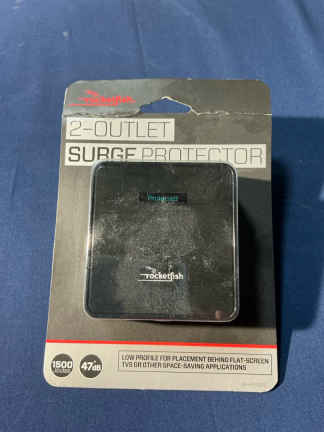 2-OUTLET
SURGE PROTECTOR
Protected
rocketfish
1500
47dB
LOW PROFILE FOR PLACEMENT BEHIND FLAT-SCREEN
TVS OR OTHER SPACE-SAVING APPLICATIONS